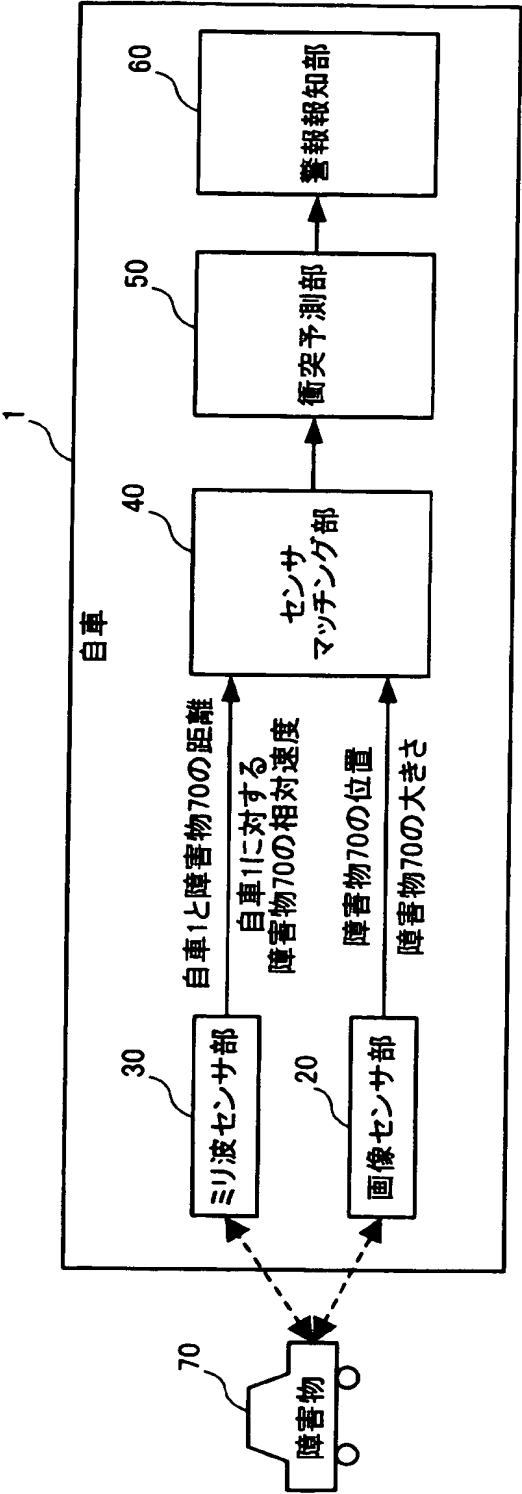 1
自車
70
障害物
30
ミリ波センサ部
20
画像センサ部
自車1と障害物70の距離
自車1に対する
障害物70の相対速度
障害物70の位置
障害物70の大きさ
40
センサ
マッチング部
50
衝突予測部
60
警報報知部